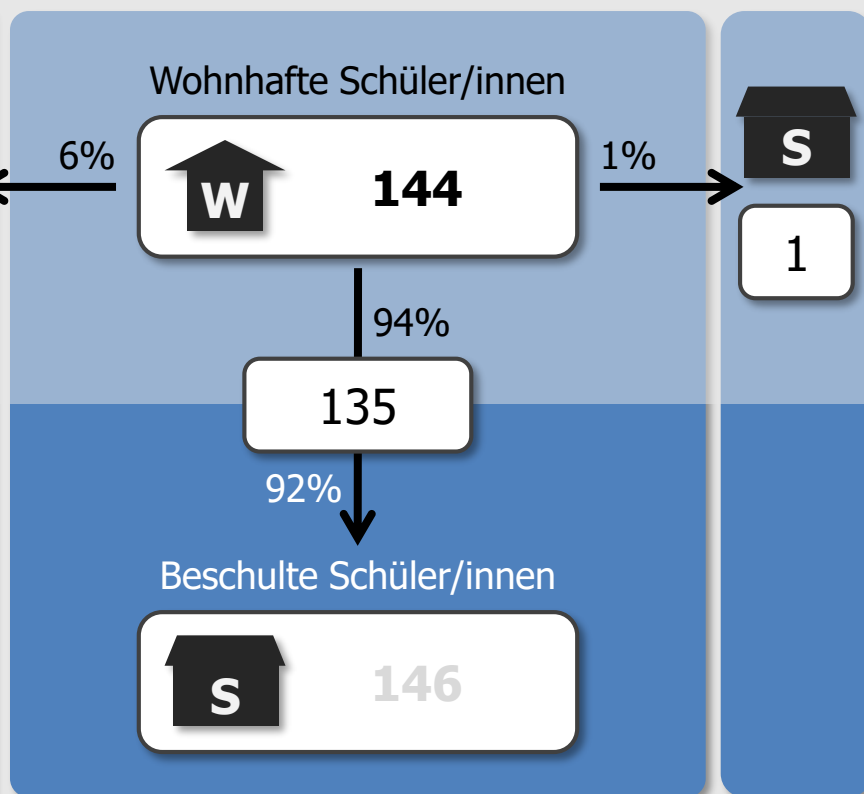 Wohnhafte Schüler/innen
6%
W
144
1%
S
1
94%
135
92%
Beschulte Schüler/innen
S
146